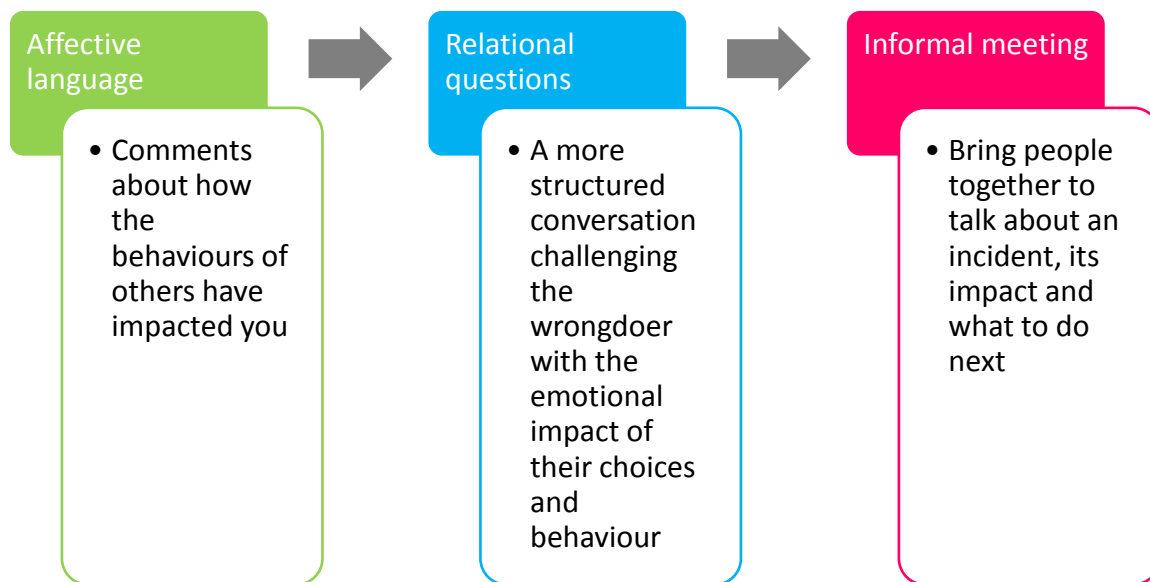 Affective
language
• Comments
about how
the
behaviours of
others have
impacted you
Relational
questions
• A more
structured
conversation
challenging
the
wrongdoer
with the
emotional
impact of
their choices
and
behaviour
Informal meeting
• Bring people
together to
talk about an
incident, its
impact and
what to do
next